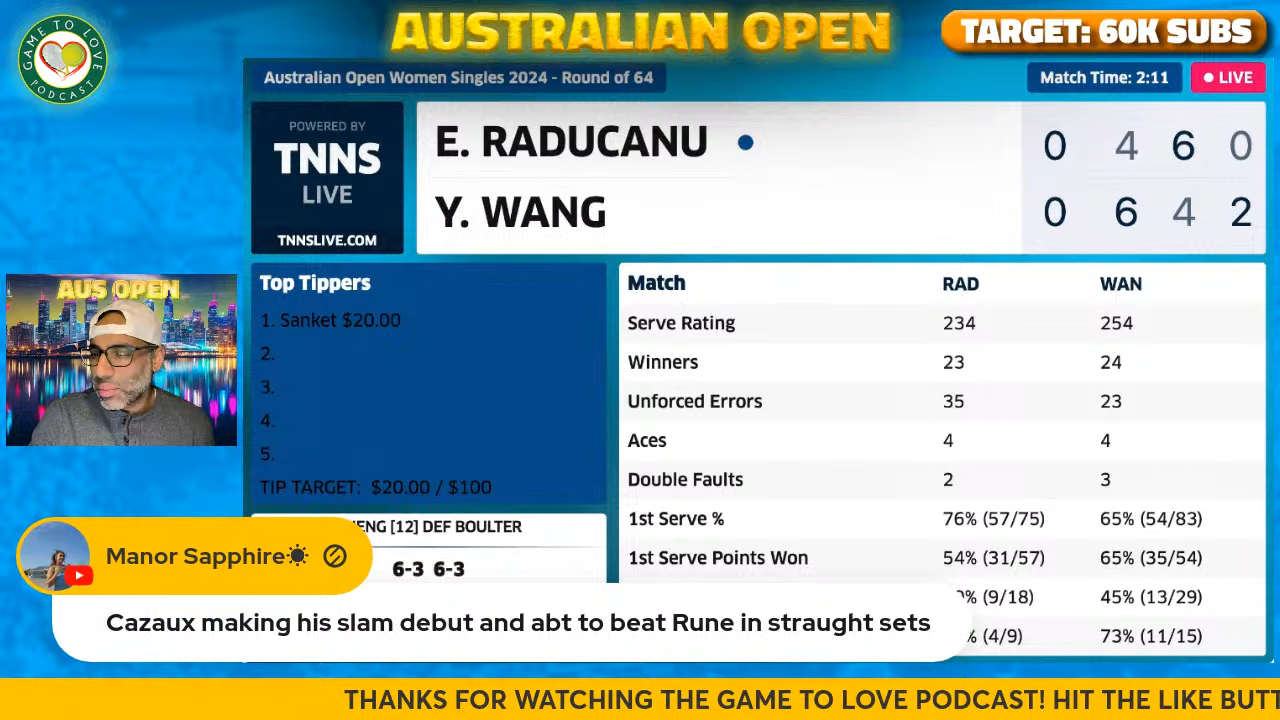 GAME TO LOVE
PODCAST
AUSTRALIAN OPEN
TARGET: 60K SUBS
Australian Open Women Singles 2024 - Round of 64
Match Time: 2:11
LIVE
POWERED BY
TNNS
LIVE
TNNSLIVE.COM
E. RADUCANU
0 4 6 0
Y. WANG
0 6 4 2
AUS OPEN
Top Tippers
1. Sanket $20.00
2.
3.
4.
5.
TIP TARGET: $20.00 / $100
ENG [12] DEF BOULTER
6-3 6-3
Match RAD WAN
Serve Rating 234 254
Winners 23 24
Unforced Errors 35 23
Aces 4 4
Double Faults 2 3
1st Serve % 76% (57/75) 65% (54/83)
1st Serve Points Won 54% (31/57) 65% (35/54)
% (9/18) 45% (13/29)
% (4/9) 73% (11/15)
Manor Sapphire☀
Cazaux making his slam debut and abt to beat Rune in straught sets
THANKS FOR WATCHING THE GAME TO LOVE PODCAST! HIT THE LIKE BUTT